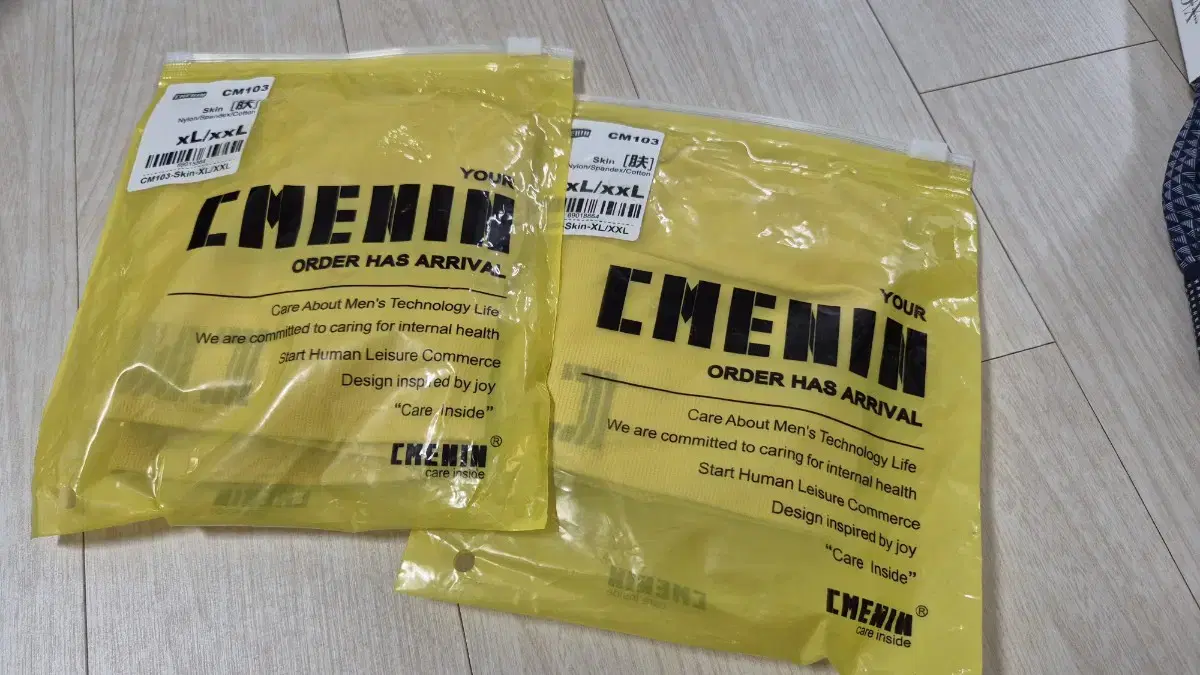 CMENIN CM103
Skin [肤]
Nylon/Spandex/Cotton
XL/XXL
69018664
CM103-Skin-XL/XXL
YOUR
CMENIN
ORDER HAS ARRIVAL
Care About Men's Technology Life
We are committed to caring for internal health
Start Human Leisure Commerce
Design inspired by joy
“Care Inside”
CMENIN®
care inside
CM103
Skin [肤]
Nylon/Spandex/Cotton
XL/XXL
69018664
-Skin-XL/XXL
YOUR
CMENIN
ORDER HAS ARRIVAL
Care About Men's Technology Life
We are committed to caring for internal health
Start Human Leisure Commerce
Design inspired by joy
“Care Inside”
CMENIN®
care inside